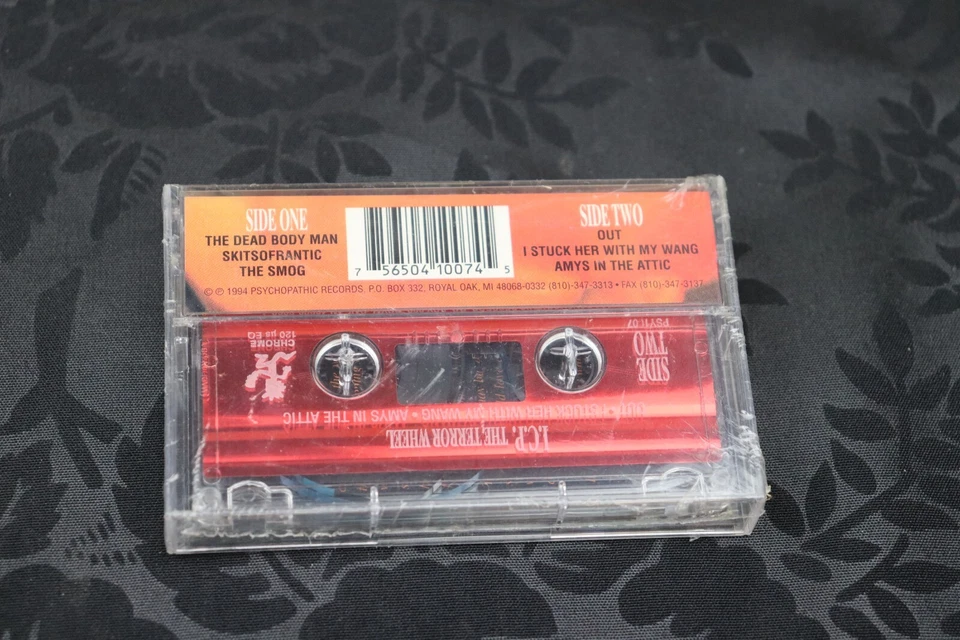 SIDE ONE
THE DEAD BODY MAN
SKITSOFRANTIC
THE SMOG
7 56504 10074 5
SIDE TWO
OUT
I STUCK HER WITH MY WANG
AMYS IN THE ATTIC
© ℗ 1994 PSYCHOPATHIC RECORDS. P.O. BOX 332, ROYAL OAK, MI 48068-0332 (810)-347-3313 • FAX (810)-347-3137
I.C.P. THE TERROR WHEEL
OUT • I STUCK HER WITH MY WANG • AMYS IN THE ATTIC
SIDE
TWO
PSY1107
CHROME
120 µs EQ